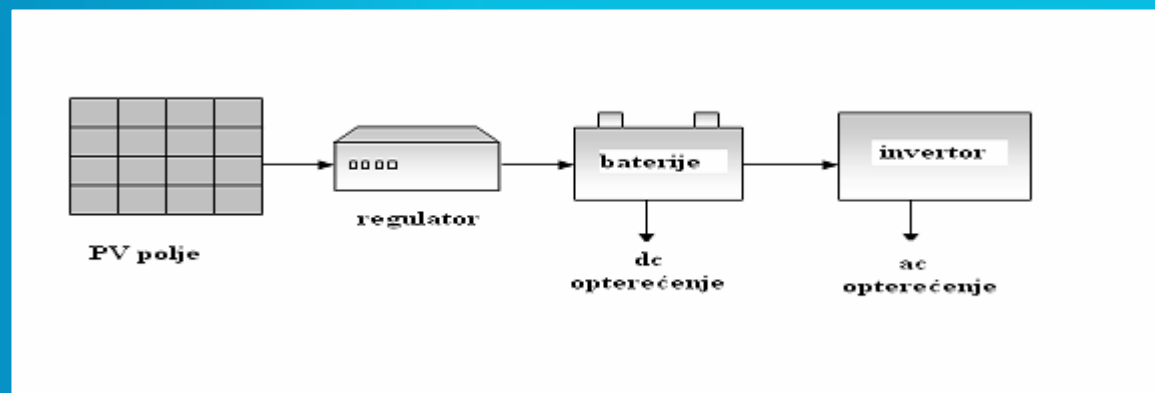 PV polje
regulator
baterije
dc
opterećenje
invertor
ac
opterećenje